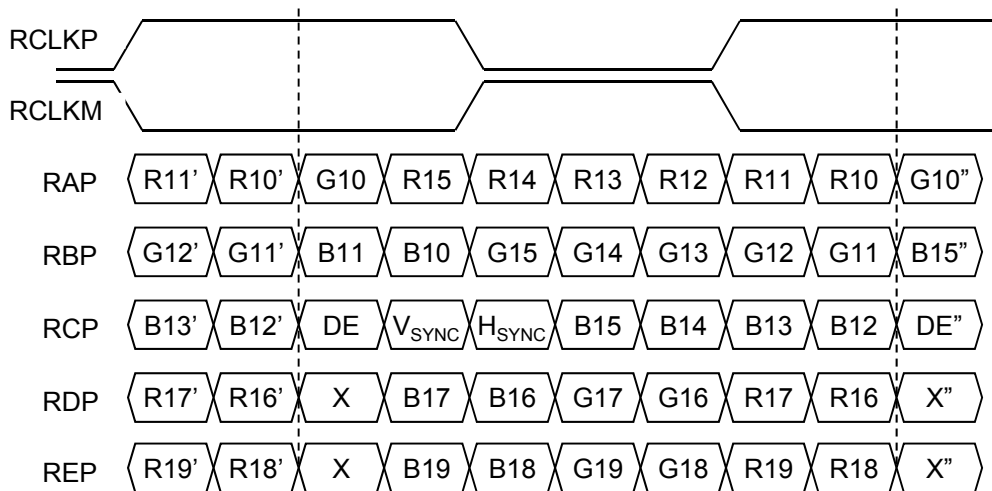 RCLKP
RCLKM
RAP R11’ R10’ G10 R15 R14 R13 R12 R11 R10 G10”
RBP G12’ G11’ B11 B10 G15 G14 G13 G12 G11 B15”
RCP B13’ B12’ DE VSYNC HSYNC B15 B14 B13 B12 DE”
RDP R17’ R16’ X B17 B16 G17 G16 R17 R16 X”
REP R19’ R18’ X B19 B18 G19 G18 R19 R18 X”